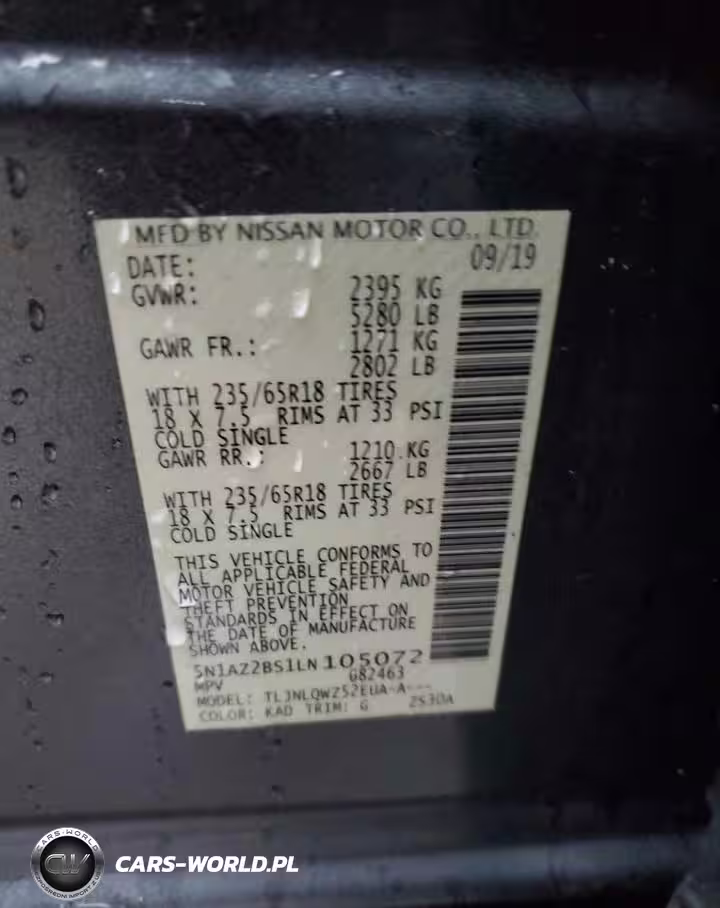 MFD BY NISSAN MOTOR CO., LTD.
DATE: 09/19
GVWR: 2395 KG
5280 LB
GAWR FR.: 1271 KG
2802 LB
WITH 235/65R18 TIRES
18 X 7.5 RIMS AT 33 PSI
COLD SINGLE
GAWR RR.: 1210 KG
2667 LB
WITH 235/65R18 TIRES
18 X 7.5 RIMS AT 33 PSI
COLD SINGLE
THIS VEHICLE CONFORMS TO
ALL APPLICABLE FEDERAL
MOTOR VEHICLE SAFETY AND
THEFT PREVENTION
STANDARDS IN EFFECT ON
THE DATE OF MANUFACTURE
SHOWN ABOVE.
5N1AZ2BS1LN105072
MPV G82463
MODEL: TLJNLQWZ52EUA-A---
COLOR: KAD TRIM: G 2S30A
CARS-WORLD
CW
CARS-WORLD.PL